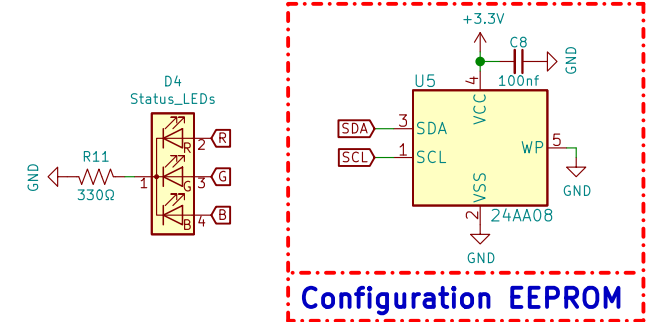 +3.3V
C8
GND
100nf
U5
4
VCC
D4
Status_LEDs
SDA 3 SDA
SCL 1 SCL
WP 5
GND
VSS
2
24AA08
GND
R 2 R
R11
GND
330Ω
1
G 3 G
B 4 B
Configuration EEPROM